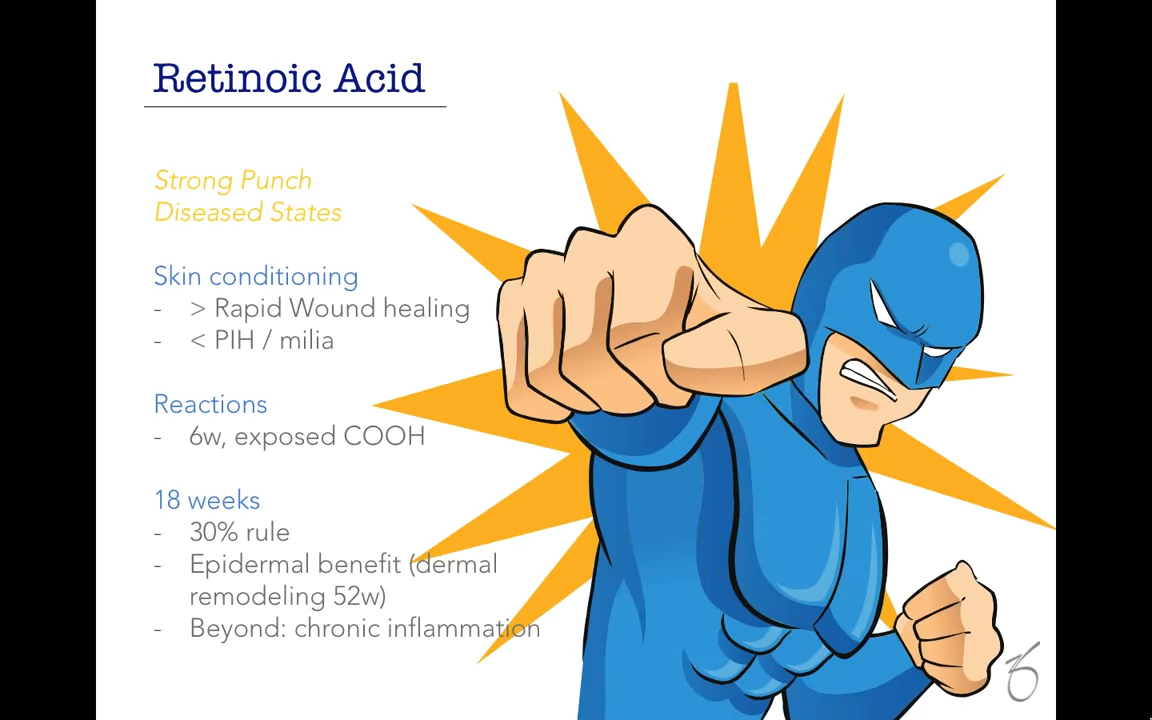 Retinoic Acid
Strong Punch
Diseased States
Skin conditioning
- > Rapid Wound healing
- < PIH / milia
Reactions
- 6w, exposed COOH
18 weeks
- 30% rule
- Epidermal benefit (dermal
remodeling 52w)
- Beyond: chronic inflammation